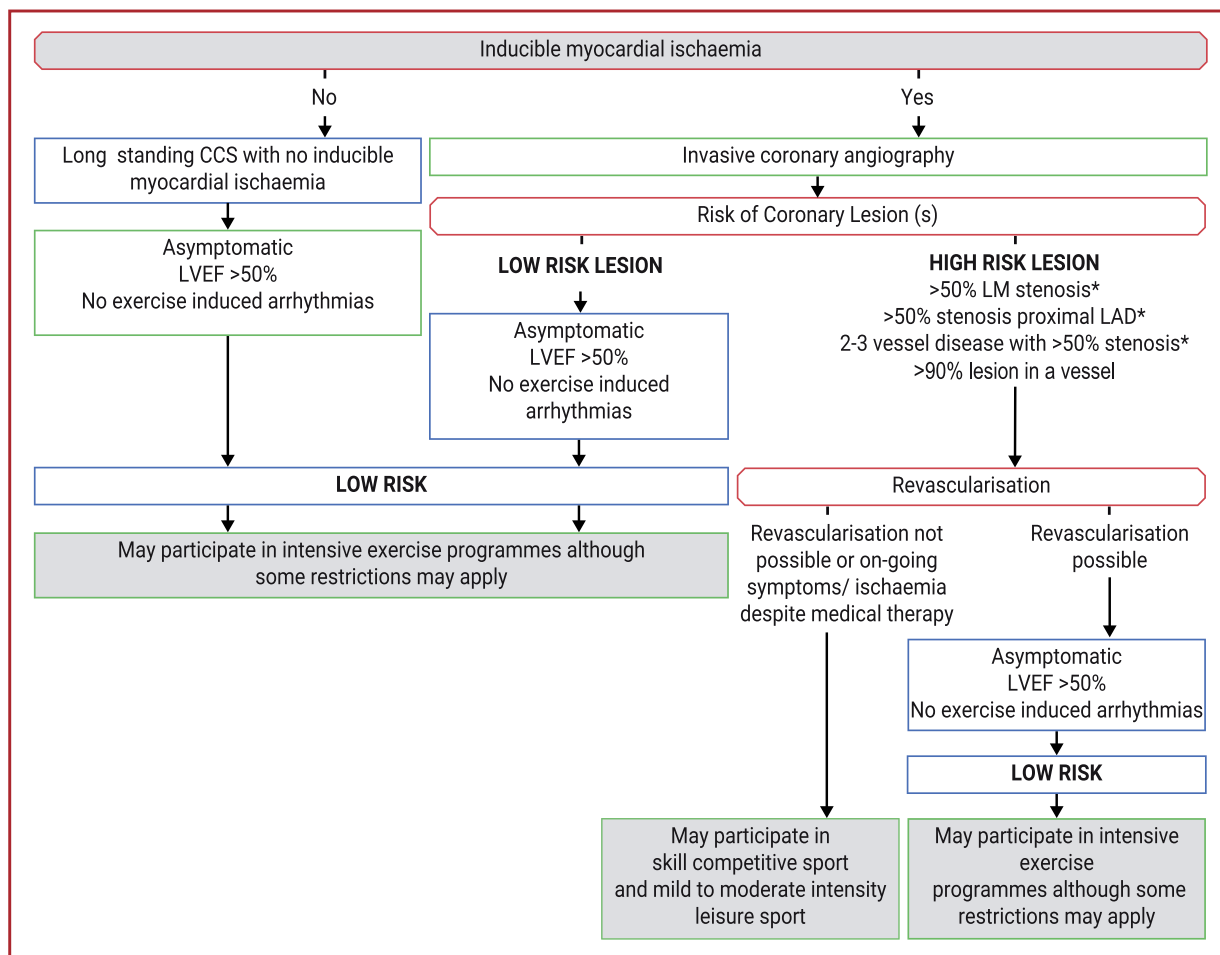 Inducible myocardial ischaemia
No
Yes
Long standing CCS with no inducible
myocardial ischaemia
Invasive coronary angiography
Risk of Coronary Lesion (s)
Asymptomatic
LVEF >50%
No exercise induced arrhythmias
LOW RISK LESION
Asymptomatic
LVEF >50%
No exercise induced
arrhythmias
HIGH RISK LESION
>50% LM stenosis*
>50% stenosis proximal LAD*
2-3 vessel disease with >50% stenosis*
>90% lesion in a vessel
LOW RISK
May participate in intensive exercise programmes although
some restrictions may apply
Revascularisation
Revascularisation not
possible or on-going
symptoms/ ischaemia
despite medical therapy
Revascularisation
possible
Asymptomatic
LVEF >50%
No exercise induced arrhythmias
LOW RISK
May participate in
skill competitive sport
and mild to moderate intensity
leisure sport
May participate in intensive
exercise
programmes although some
restrictions may apply